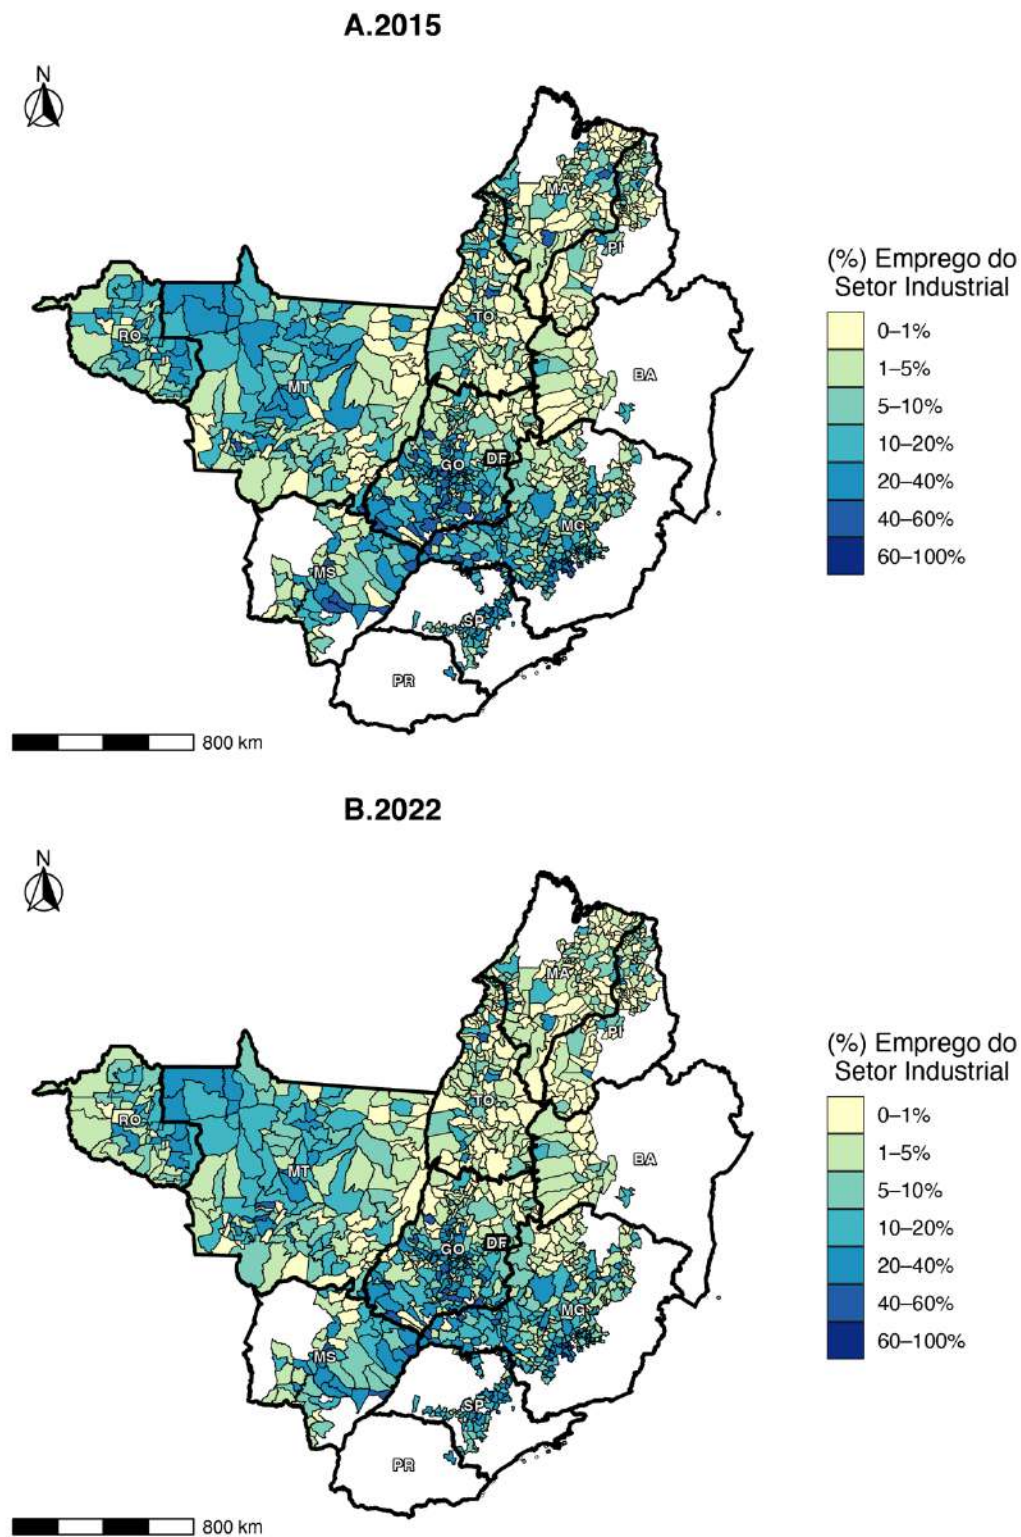 A.2015
N
MA
PI
TO
RO
BA
MT
GO
DF
MG
MS
SP
PR
(%) Emprego do
Setor Industrial
0–1%
1–5%
5–10%
10–20%
20–40%
40–60%
60–100%
800 km
B.2022
N
MA
PI
TO
RO
BA
MT
GO
DF
MG
MS
SP
PR
(%) Emprego do
Setor Industrial
0–1%
1–5%
5–10%
10–20%
20–40%
40–60%
60–100%
800 km